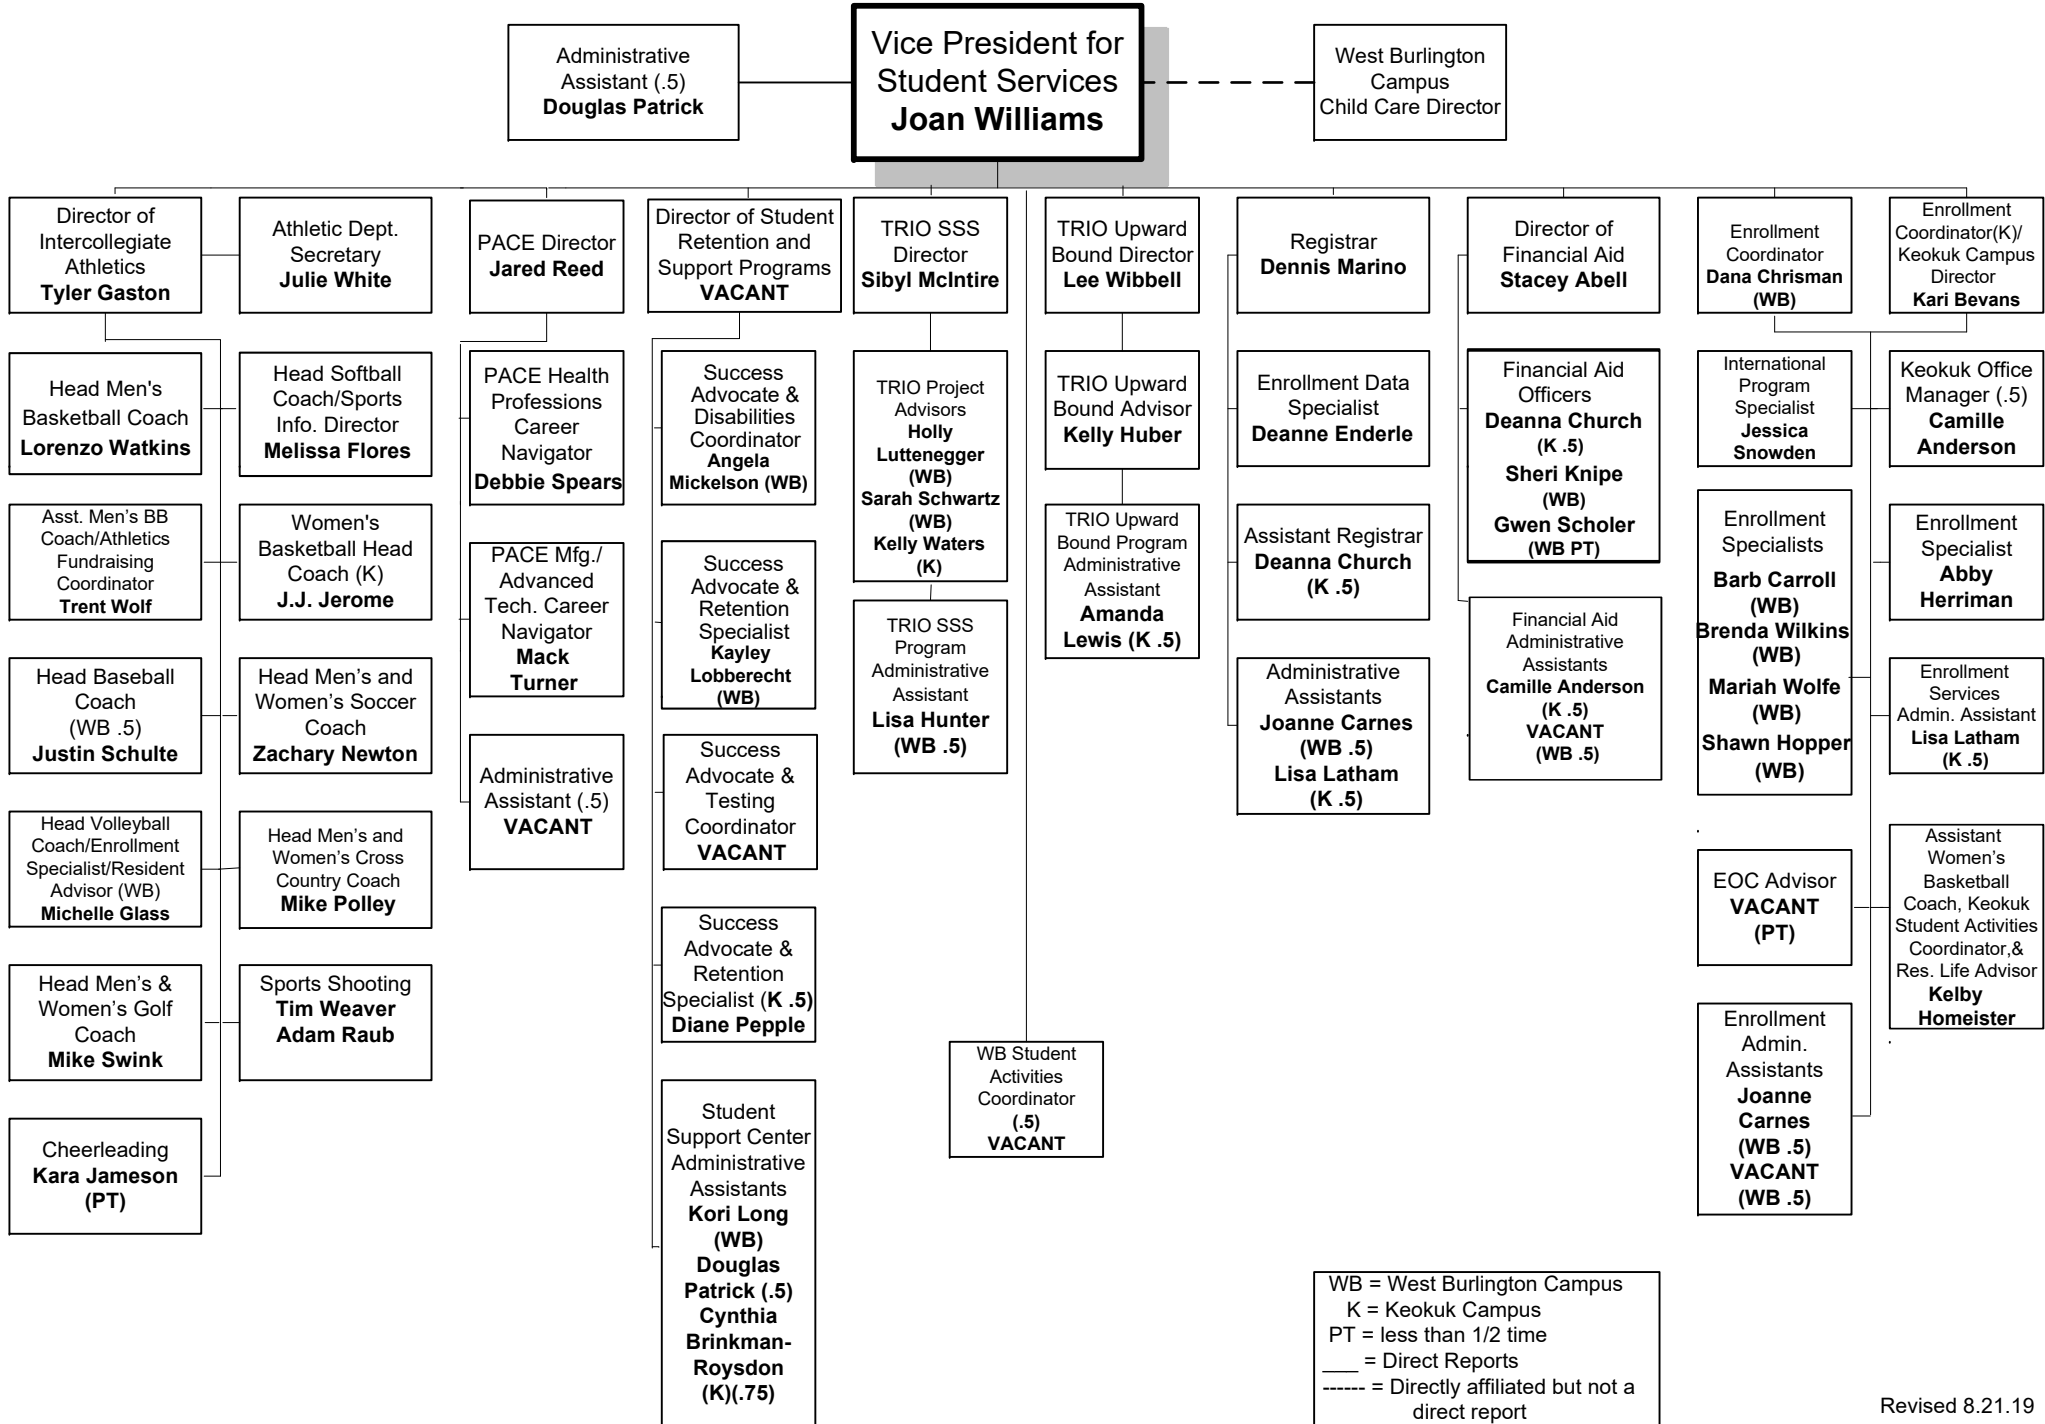 Administrative
Assistant (.5)
Douglas Patrick
Vice President for
Student Services
Joan Williams
West Burlington
Campus
Child Care Director
Director of
Intercollegiate
Athletics
Tyler Gaston
Athletic Dept.
Secretary
Julie White
PACE Director
Jared Reed
Director of Student
Retention and
Support Programs
VACANT
TRIO SSS
Director
Sibyl McIntire
TRIO Upward
Bound Director
Lee Wibbell
Registrar
Dennis Marino
Director of
Financial Aid
Stacey Abell
Enrollment
Coordinator
Dana Chrisman
(WB)
Enrollment
Coordinator(K)/
Keokuk Campus
Director
Kari Bevans
Head Men's
Basketball Coach
Lorenzo Watkins
Head Softball
Coach/Sports
Info. Director
Melissa Flores
Asst. Men’s BB
Coach/Athletics
Fundraising
Coordinator
Trent Wolf
Women's
Basketball Head
Coach (K)
J.J. Jerome
Head Baseball
Coach
(WB .5)
Justin Schulte
Head Men’s and
Women’s Soccer
Coach
Zachary Newton
Head Volleyball
Coach/Enrollment
Specialist/Resident
Advisor (WB)
Michelle Glass
Head Men’s and
Women’s Cross
Country Coach
Mike Polley
Head Men’s &
Women’s Golf
Coach
Mike Swink
Sports Shooting
Tim Weaver
Adam Raub
Cheerleading
Kara Jameson
(PT)
PACE Health
Professions
Career
Navigator
Debbie Spears
PACE Mfg./
Advanced
Tech. Career
Navigator
Mack
Turner
Administrative
Assistant (.5)
VACANT
Success
Advocate &
Disabilities
Coordinator
Angela
Mickelson (WB)
Success
Advocate &
Retention
Specialist
Kayley
Lobberecht
(WB)
Success
Advocate &
Testing
Coordinator
VACANT
Success
Advocate &
Retention
Specialist (K .5)
Diane Pepple
Student
Support Center
Administrative
Assistants
Kori Long
(WB)
Douglas
Patrick (.5)
Cynthia
Brinkman-
Roysdon
(K)(.75)
TRIO Project
Advisors
Holly
Luttenegger
(WB)
Sarah Schwartz
(WB)
Kelly Waters
(K)
TRIO SSS
Program
Administrative
Assistant
Lisa Hunter
(WB .5)
WB Student
Activities
Coordinator
(.5)
VACANT
TRIO Upward
Bound Advisor
Kelly Huber
TRIO Upward
Bound Program
Administrative
Assistant
Amanda
Lewis (K .5)
Enrollment Data
Specialist
Deanne Enderle
Assistant Registrar
Deanna Church
(K .5)
Administrative
Assistants
Joanne Carnes
(WB .5)
Lisa Latham
(K .5)
Financial Aid
Officers
Deanna Church
(K .5)
Sheri Knipe
(WB)
Gwen Scholer
(WB PT)
Financial Aid
Administrative
Assistants
Camille Anderson
(K .5)
VACANT
(WB .5)
International
Program
Specialist
Jessica
Snowden
Keokuk Office
Manager (.5)
Camille
Anderson
Enrollment
Specialists
Barb Carroll
(WB)
Brenda Wilkins
(WB)
Mariah Wolfe
(WB)
Shawn Hopper
(WB)
Enrollment
Specialist
Abby
Herriman
Enrollment
Services
Admin. Assistant
Lisa Latham
(K .5)
EOC Advisor
VACANT
(PT)
Assistant
Women’s
Basketball
Coach, Keokuk
Student Activities
Coordinator,&
Res. Life Advisor
Kelby
Homeister
Enrollment
Admin.
Assistants
Joanne
Carnes
(WB .5)
VACANT
(WB .5)
WB = West Burlington Campus
K = Keokuk Campus
PT = less than 1/2 time
___ = Direct Reports
------ = Directly affiliated but not a
direct report
Revised 8.21.19